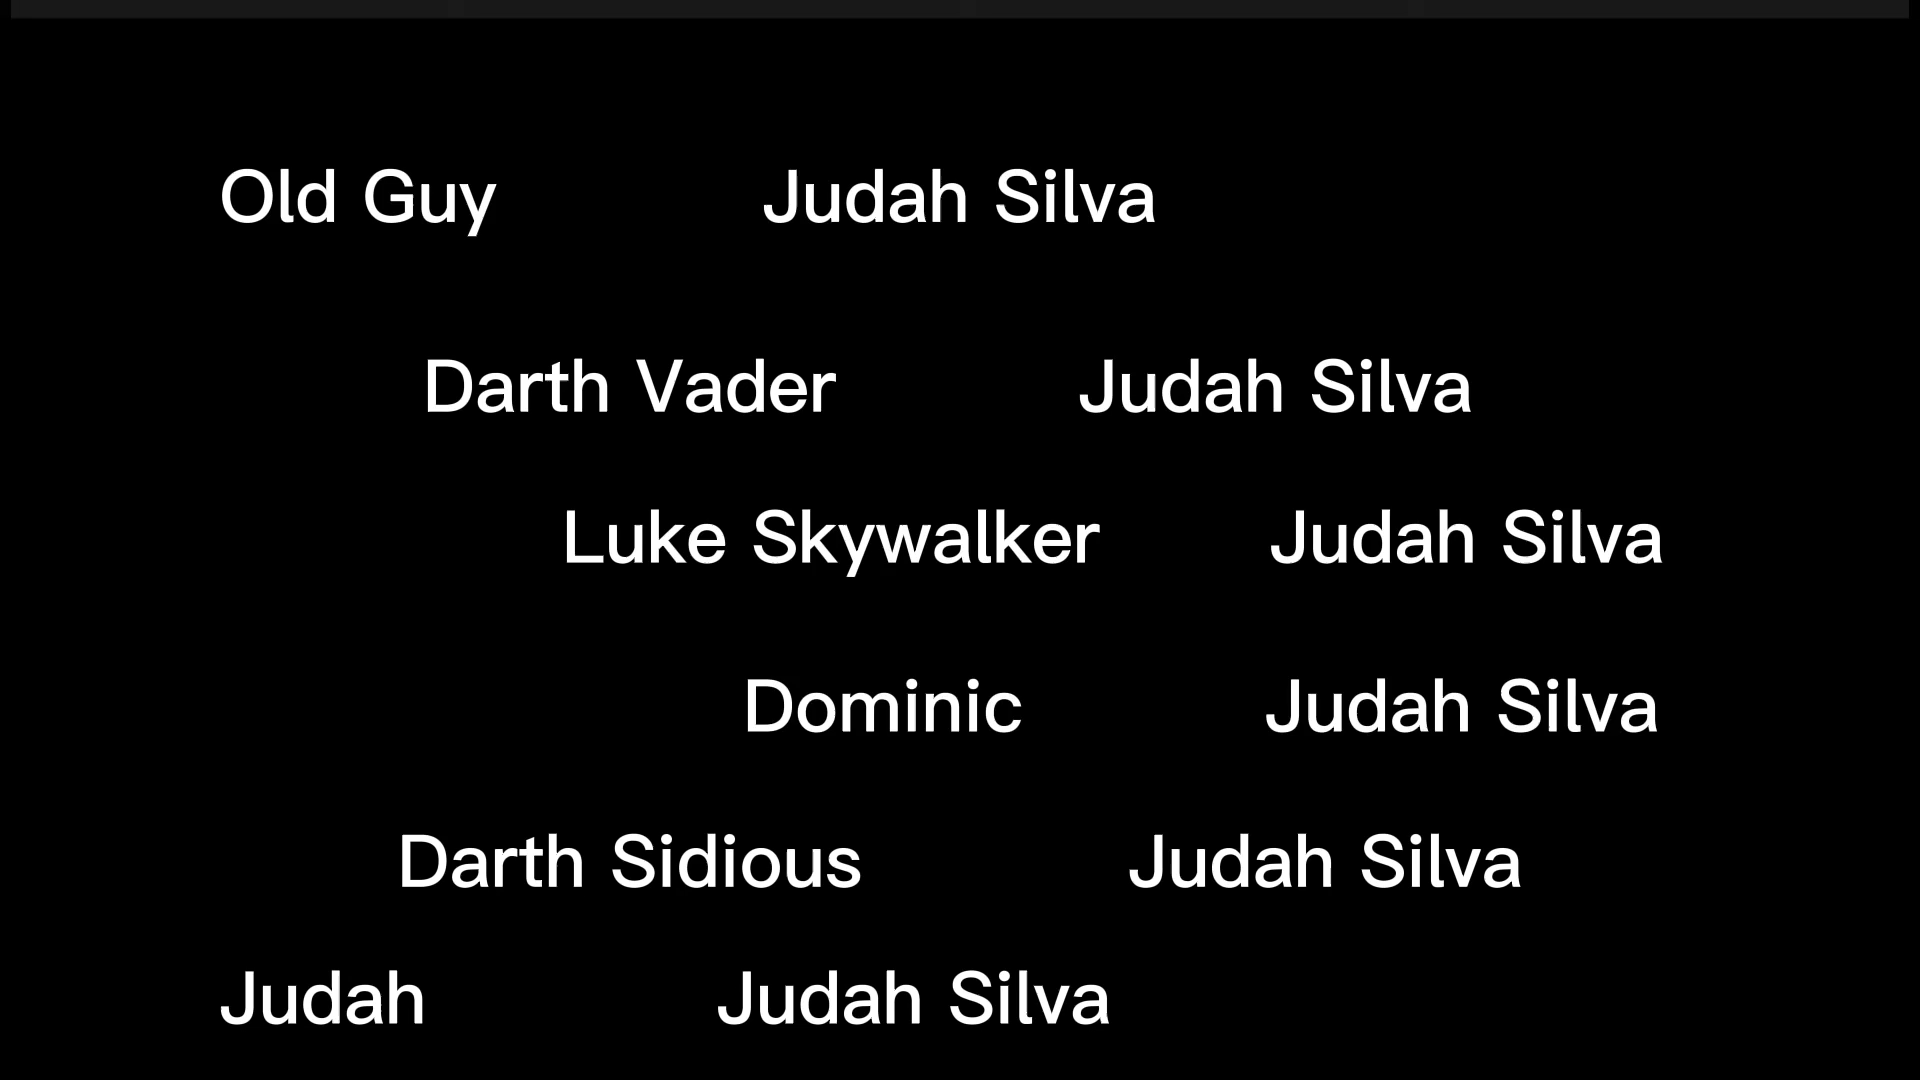 Old Guy Judah Silva
Darth Vader Judah Silva
Luke Skywalker Judah Silva
Dominic Judah Silva
Darth Sidious Judah Silva
Judah Judah Silva